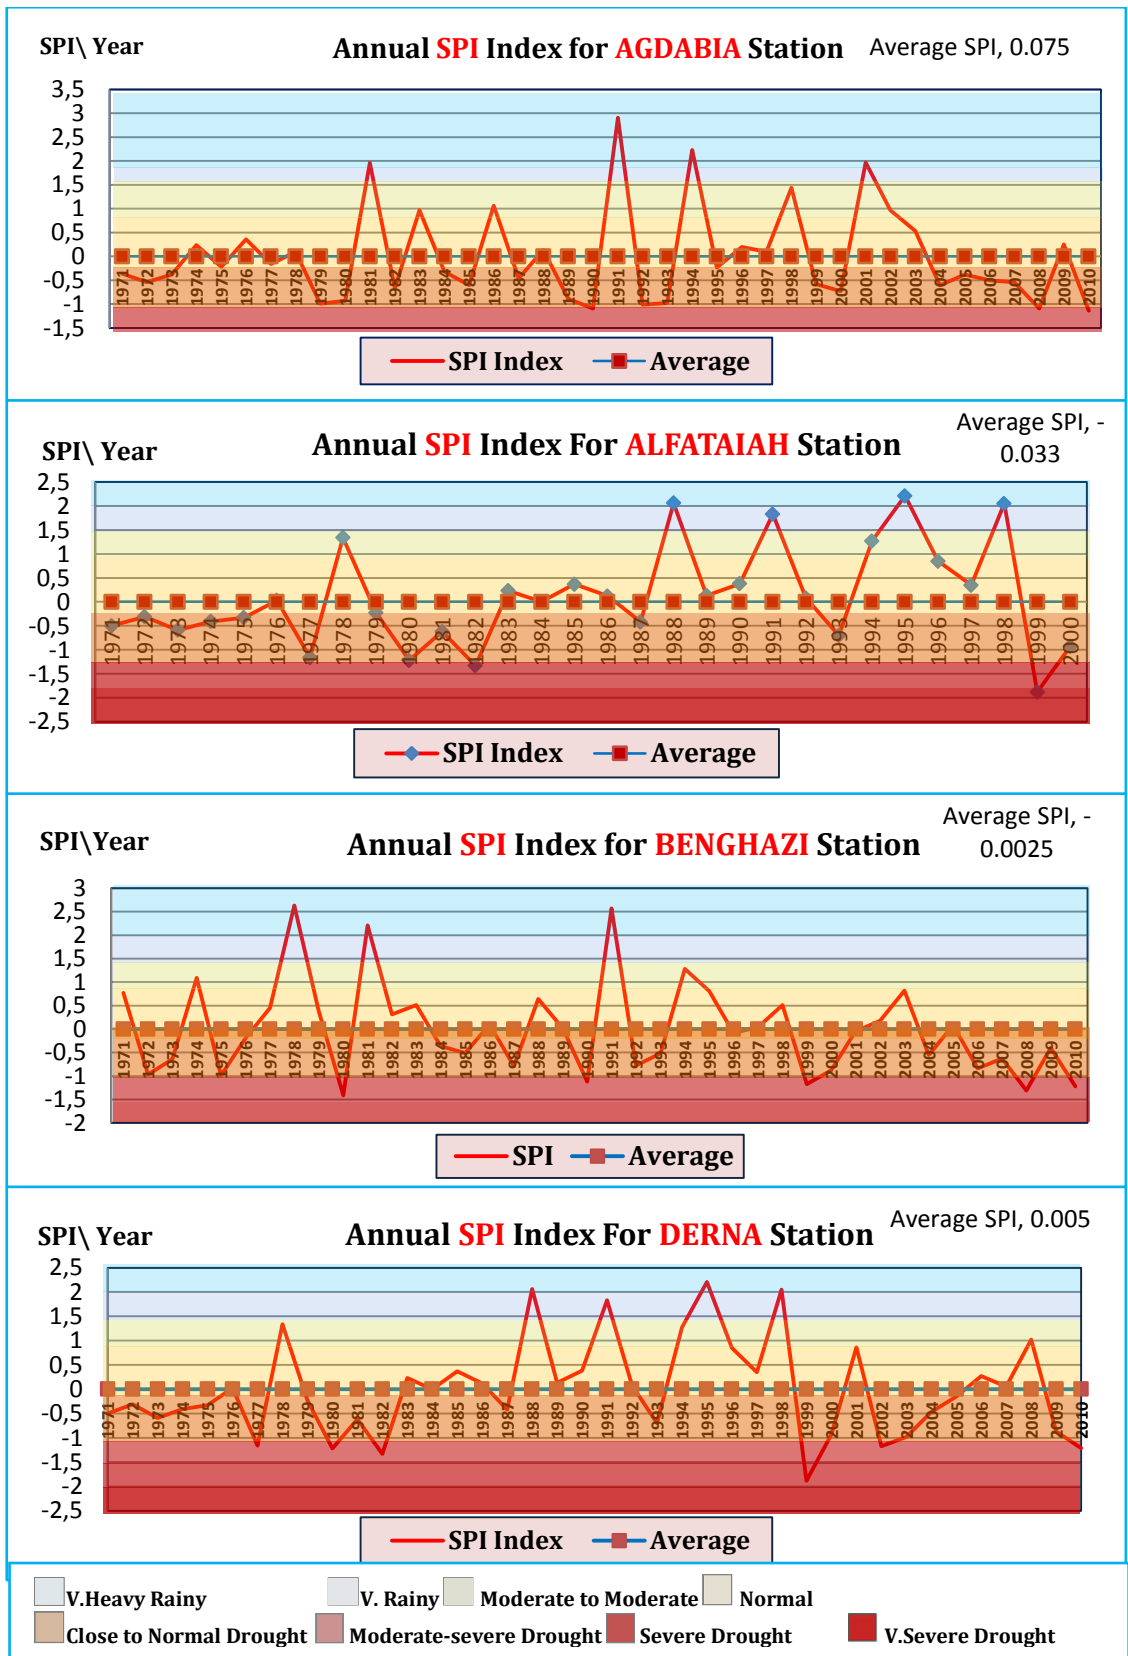 SPI\ Year
Annual SPI Index for AGDABIA Station
Average SPI, 0.075
3,5
3
2,5
2
1,5
1
0,5
0
-0,5
-1
-1,5
1971 1972 1973 1974 1975 1976 1977 1978 1979 1980 1981 1982 1983 1984 1985 1986 1987 1988 1989 1990 1991 1992 1993 1994 1995 1996 1997 1998 1999 2000 2001 2002 2003 2004 2005 2006 2007 2008 2009 2010
SPI Index Average
Average SPI, -
0.033
SPI\ Year
Annual SPI Index For ALFATAIAH Station
2,5
2
1,5
1
0,5
0
-0,5
-1
-1,5
-2
-2,5
1971 1972 1973 1974 1975 1976 1977 1978 1979 1980 1981 1982 1983 1984 1985 1986 1987 1988 1989 1990 1991 1992 1993 1994 1995 1996 1997 1998 1999 2000
SPI Index Average
Average SPI, -
0.0025
SPI\Year
Annual SPI Index for BENGHAZI Station
3
2,5
2
1,5
1
0,5
0
-0,5
-1
-1,5
-2
1971 1972 1973 1974 1975 1976 1977 1978 1979 1980 1981 1982 1983 1984 1985 1986 1987 1988 1989 1990 1991 1992 1993 1994 1995 1996 1997 1998 1999 2000 2001 2002 2003 2004 2005 2006 2007 2008 2009 2010
SPI Average
Average SPI, 0.005
SPI\ Year
Annual SPI Index For DERNA Station
2,5
2
1,5
1
0,5
0
-0,5
-1
-1,5
-2
-2,5
1971 1972 1973 1974 1975 1976 1977 1978 1979 1980 1981 1982 1983 1984 1985 1986 1987 1988 1989 1990 1991 1992 1993 1994 1995 1996 1997 1998 1999 2000 2001 2002 2003 2004 2005 2006 2007 2008 2009 2010
SPI Index Average
V.Heavy Rainy V. Rainy Moderate to Moderate Normal
Close to Normal Drought Moderate-severe Drought Severe Drought V.Severe Drought